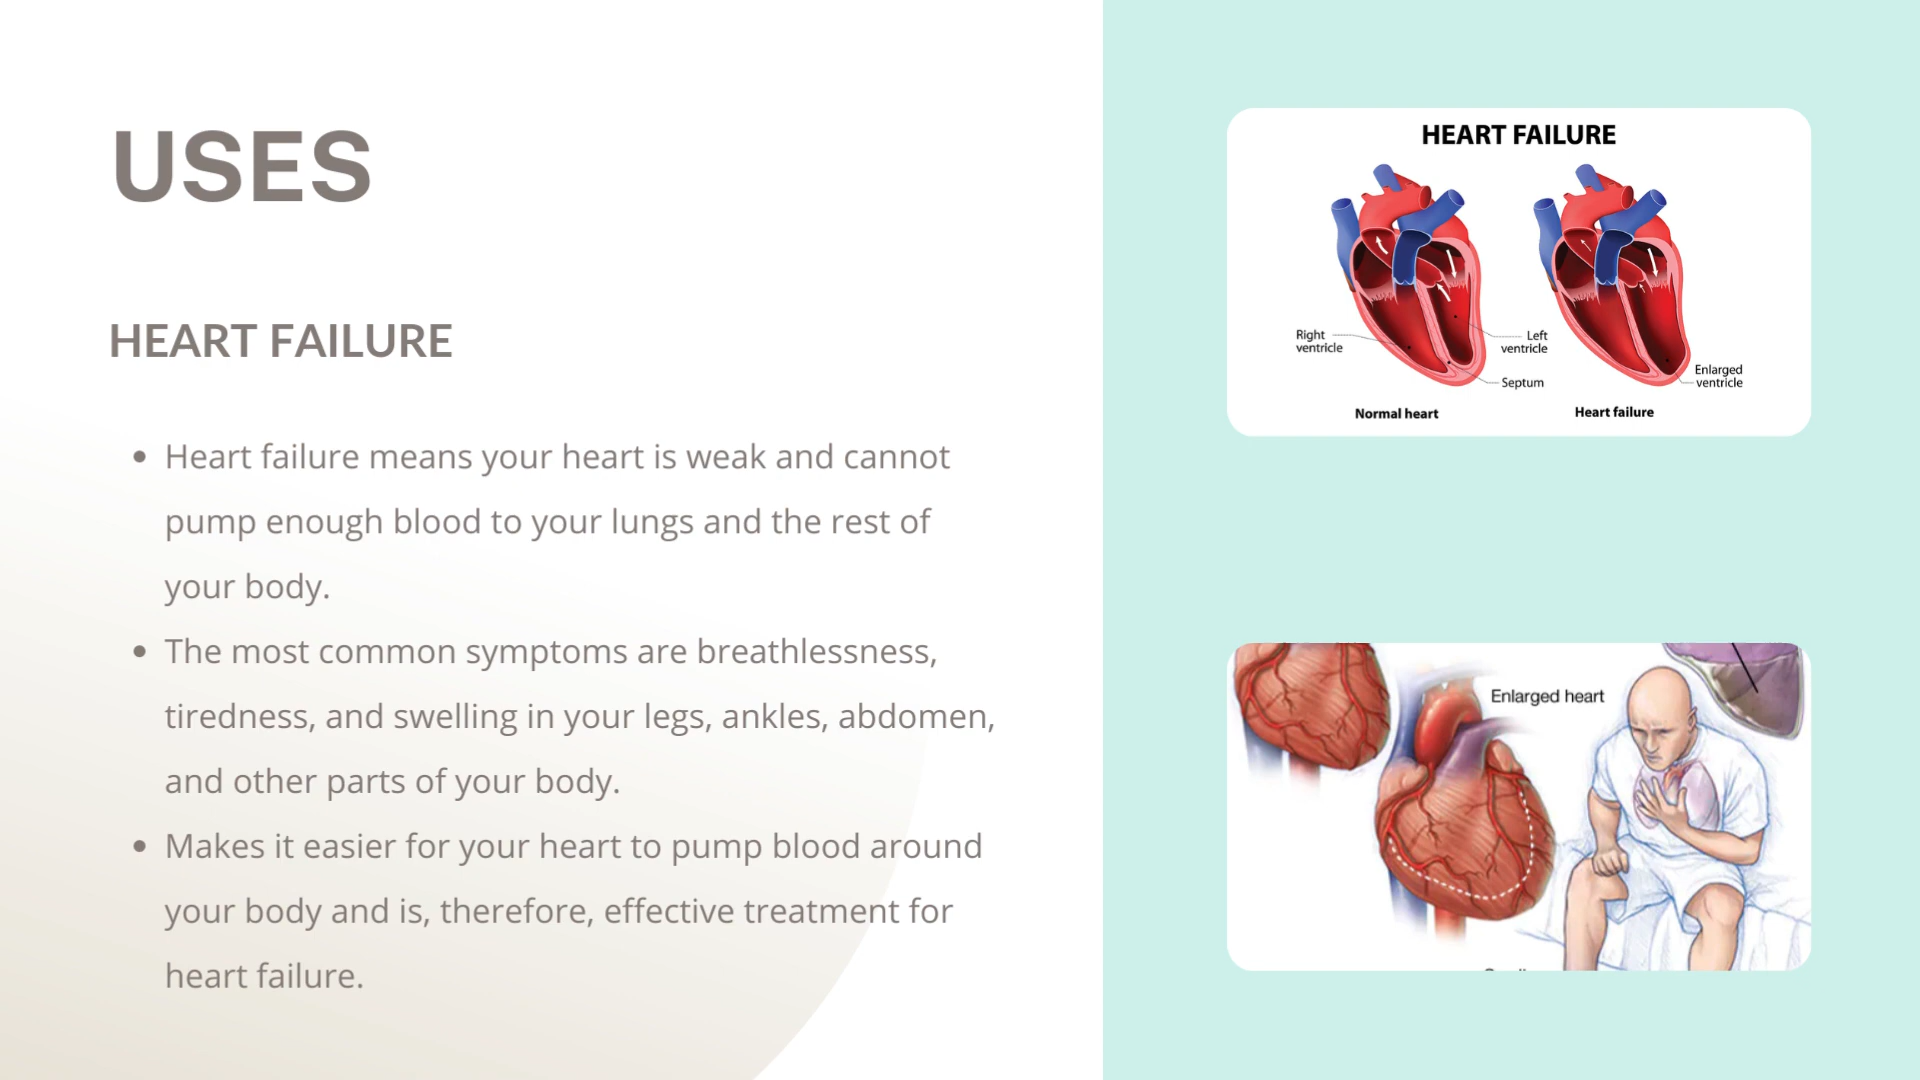 USES
HEART FAILURE
• Heart failure means your heart is weak and cannot
pump enough blood to your lungs and the rest of
your body.
• The most common symptoms are breathlessness,
tiredness, and swelling in your legs, ankles, abdomen,
and other parts of your body.
• Makes it easier for your heart to pump blood around
your body and is, therefore, effective treatment for
heart failure.
HEART FAILURE
Right
ventricle
Left
ventricle
Septum
Enlarged
ventricle
Normal heart
Heart failure
Enlarged heart